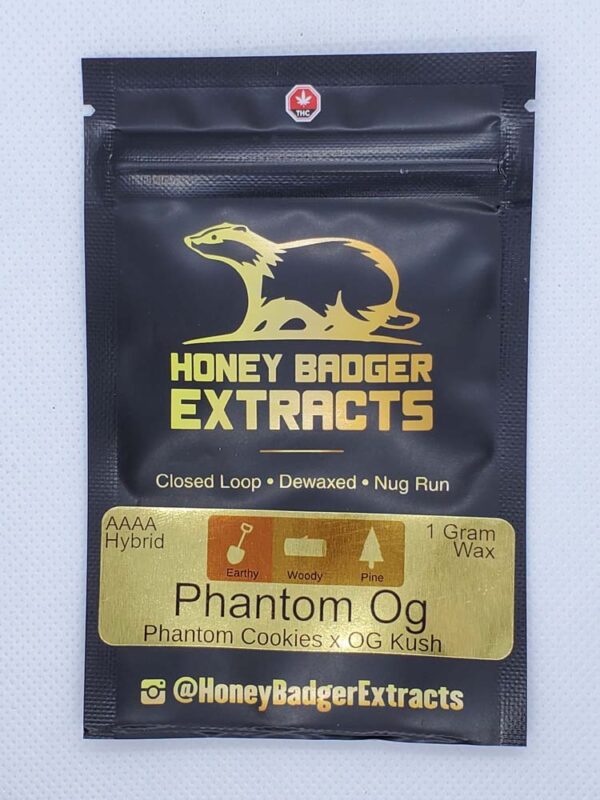 THC
HONEY BADGER
EXTRACTS
Closed Loop • Dewaxed • Nug Run
AAAA
Hybrid
Earthy
Woody
Pine
1 Gram
Wax
Phantom Og
Phantom Cookies x OG Kush
@HoneyBadgerExtracts